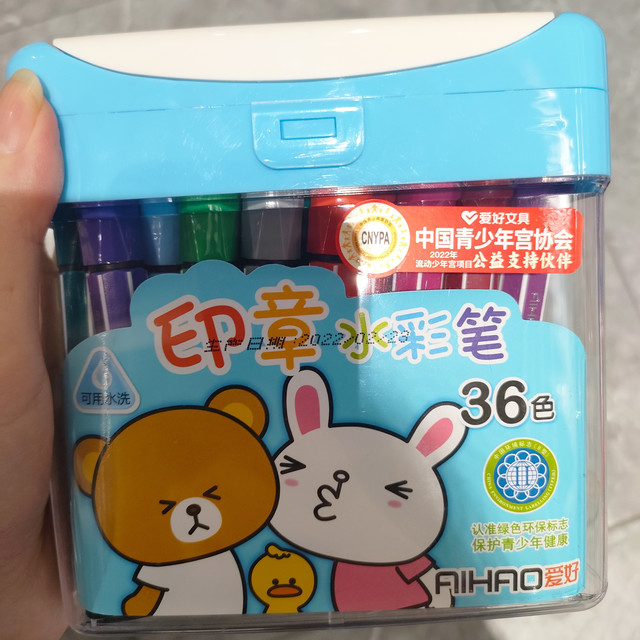 爱好文具
CNYPA
中国青少年宫协会
2022年
流动少年宫项目 公益支持伙伴
印章水彩笔
生产日期:2022/02/23
可用水洗
36色
认准绿色环保标志
保护青少年健康
AIHAO爱好